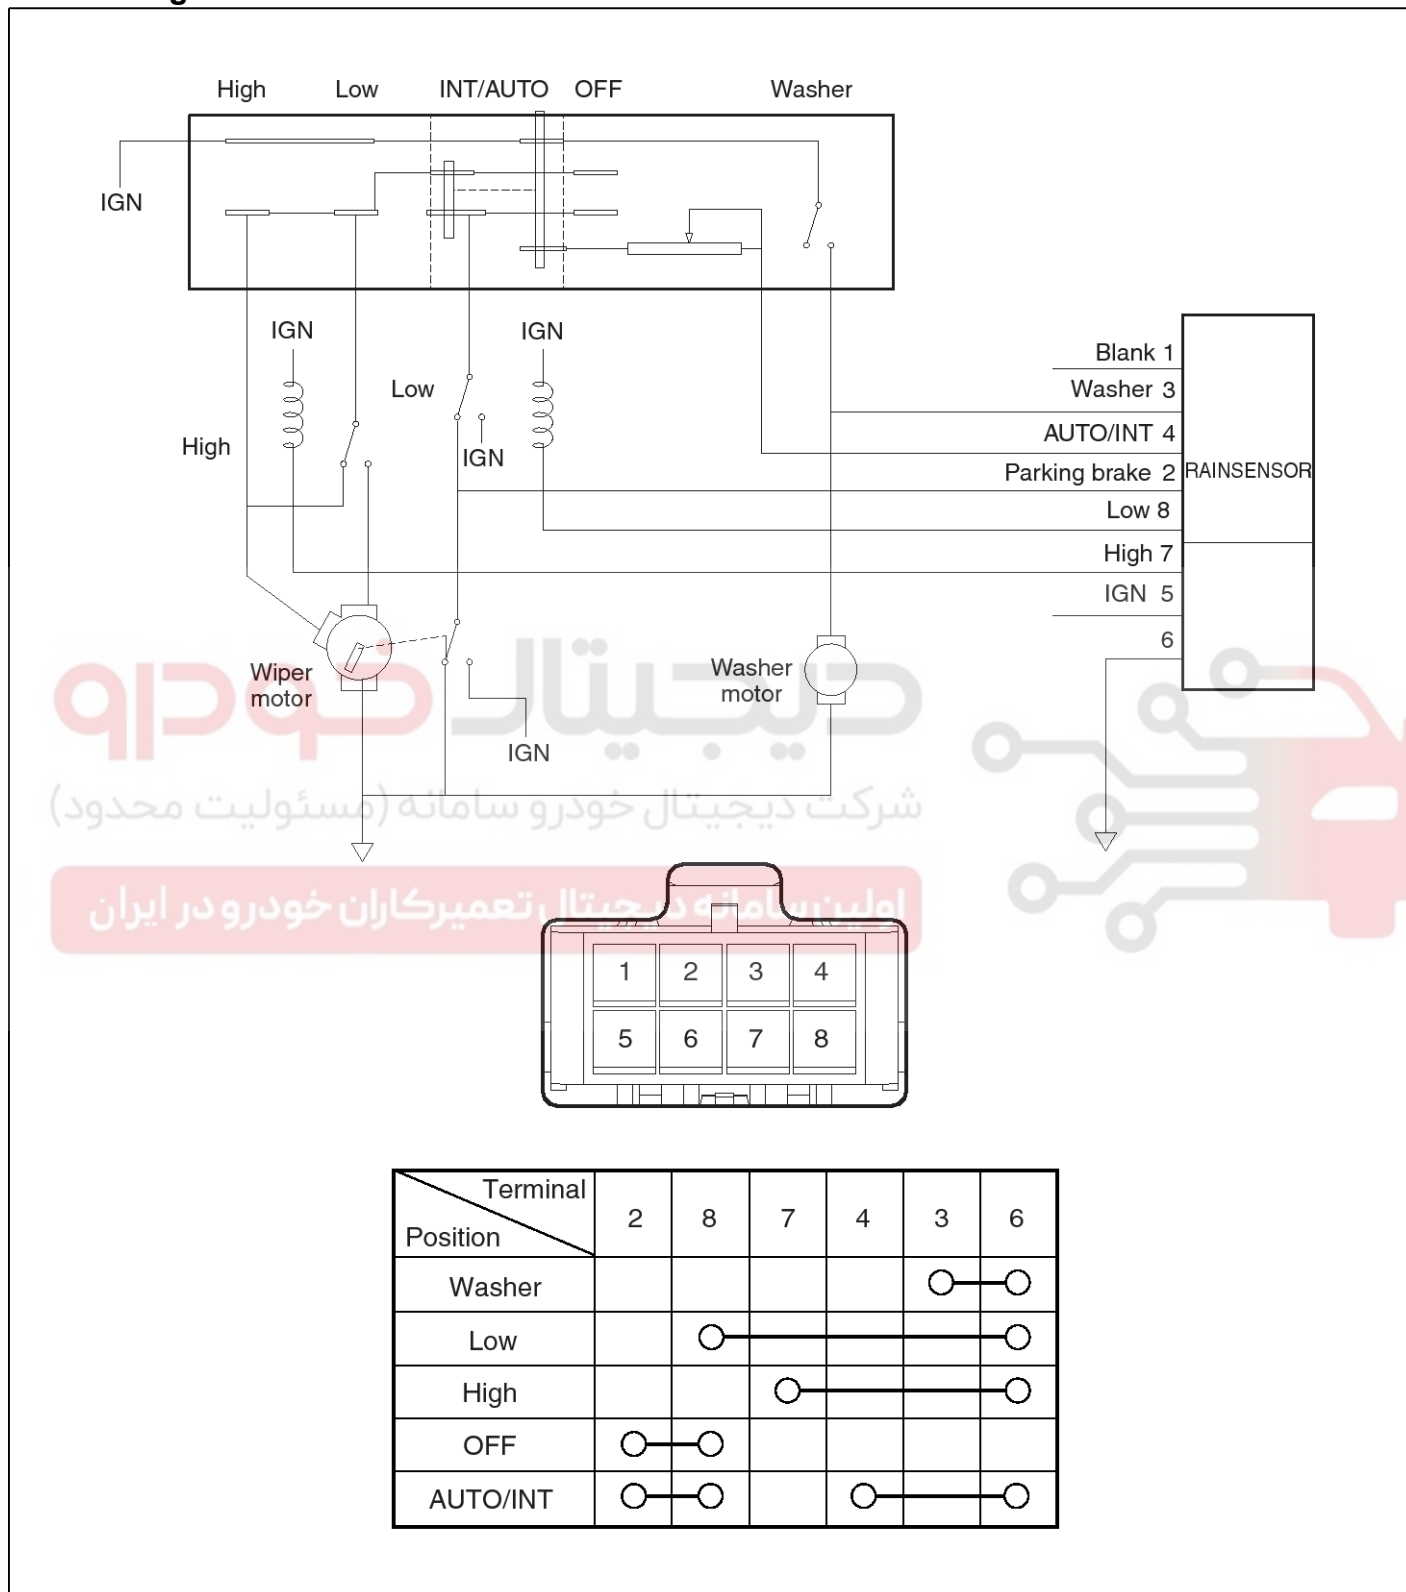 High Low INT/AUTO OFF Washer
IGN
IGN
IGN
Low
High
IGN
Blank 1
Washer 3
AUTO/INT 4
Parking brake 2
RAINSENSOR
Low 8
High 7
IGN 5
6
Wiper
motor
Washer
motor
IGN
دیجیتال خودرو
شرکت دیجیتال خودرو سامانه (مسئولیت محدود)
اولین سامانه دیجیتال تعمیرکاران خودرو در ایران
1 2 3 4
5 6 7 8
Terminal
Position
2 8 7 4 3 6
Washer
Low
High
OFF
AUTO/INT